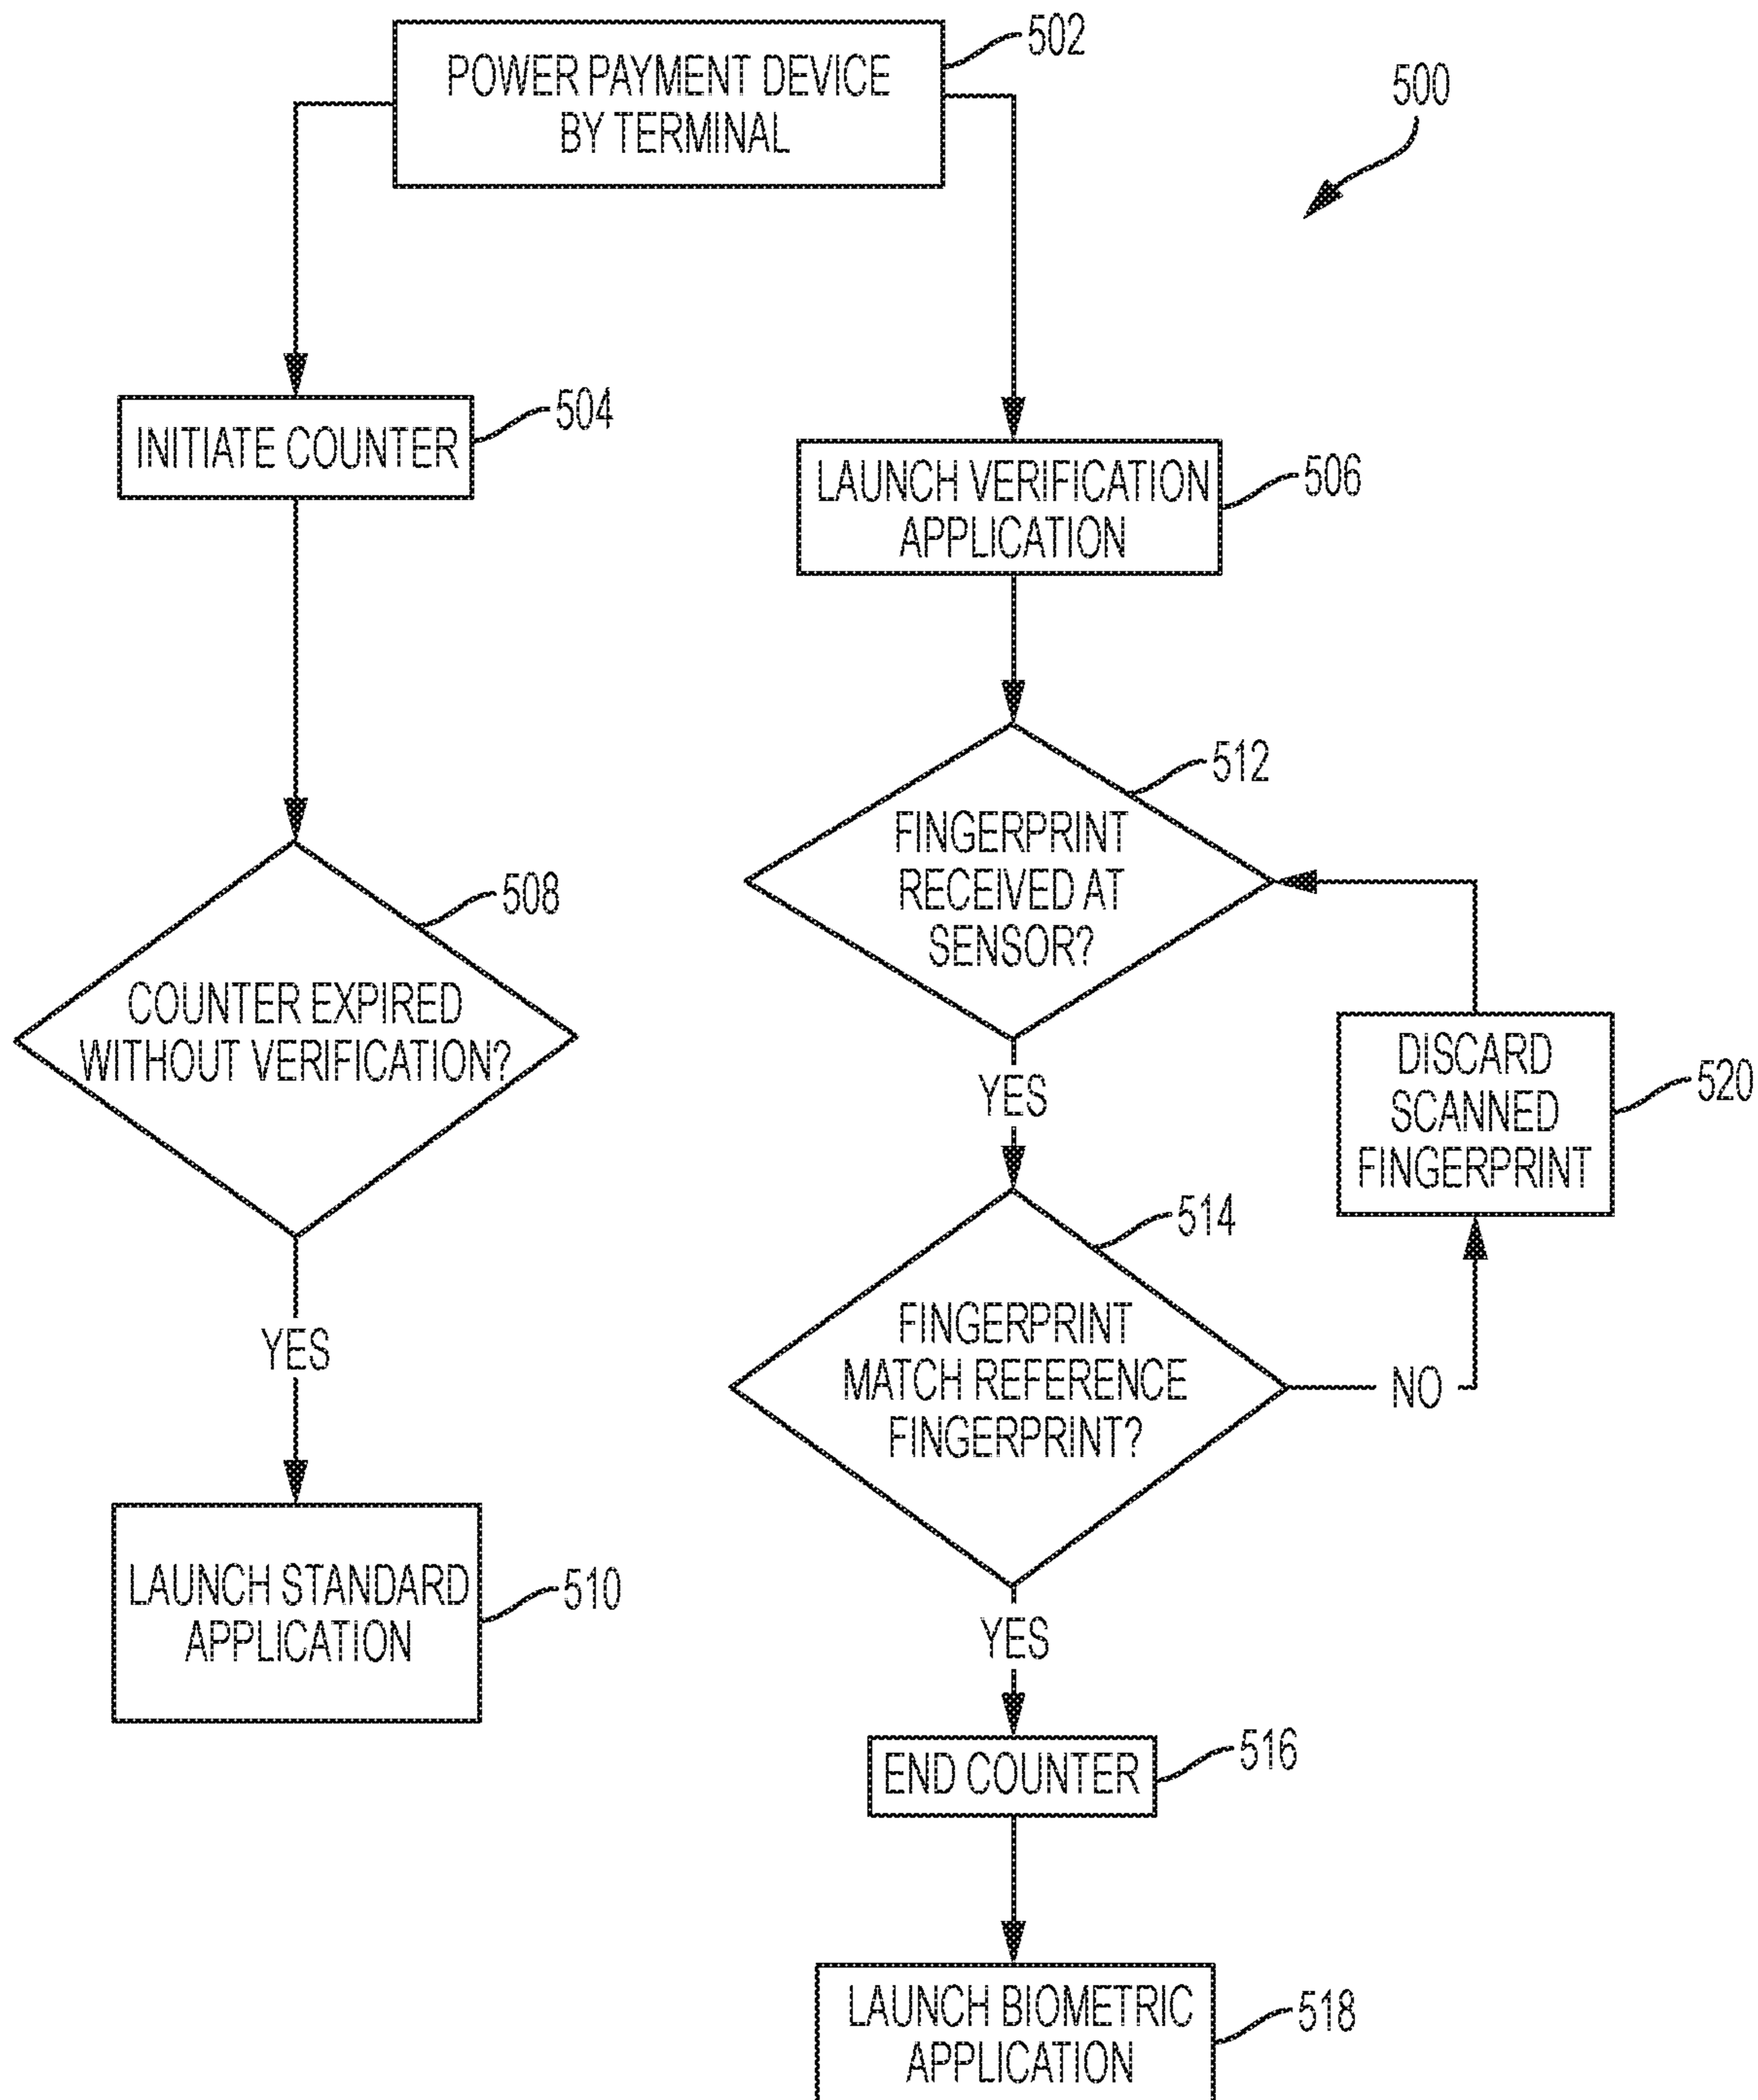 POWER PAYMENT DEVICE
BY TERMINAL
502
500
INITIATE COUNTER
504
LAUNCH VERIFICATION
APPLICATION
506
FINGERPRINT
RECEIVED AT
SENSOR?
512
COUNTER EXPIRED
WITHOUT VERIFICATION?
508
DISCARD
SCANNED
FINGERPRINT
520
YES
FINGERPRINT
MATCH REFERENCE
FINGERPRINT?
514
NO
YES
LAUNCH STANDARD
APPLICATION
510
YES
END COUNTER
516
LAUNCH BIOMETRIC
APPLICATION
518